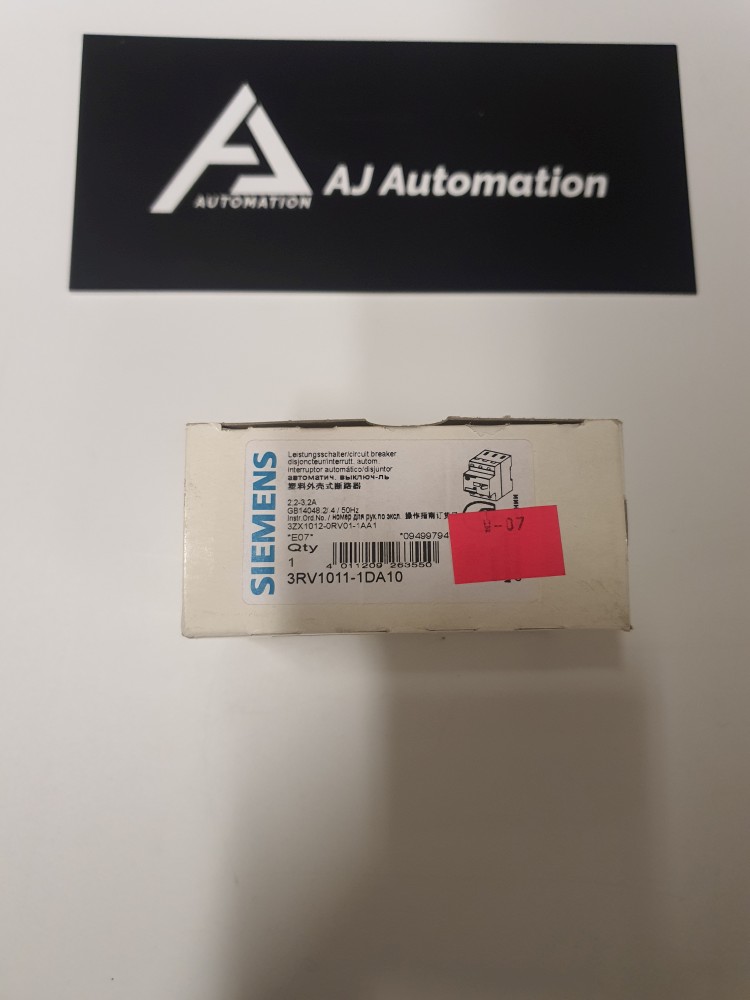 AUTOMATION
AJ Automation
SIEMENS
Leistungsschalter/circuit breaker
disjoncteur/interrutt. autom.
interruptor automático/disjuntor
автоматич. выключ-ль
塑料外壳式断路器
2,2-3,2A
GB14048.2/.4 / 50Hz
Instr.Ord.No. / номер для рук.по экспл. 操作指南订货号
3ZX1012-0RV01-1AA1
*E07* *09499794
Qty
1
4 011209 263550
3RV1011-1DA10
W-07